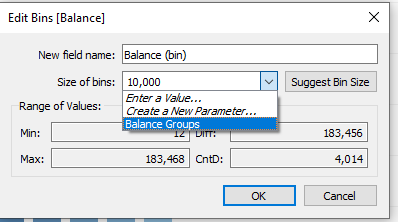 Edit Bins [Balance]
New field name: Balance (bin)
Size of bins: 10,000 Suggest Bin Size
Enter a Value...
Create a New Parameter...
Balance Groups
Range of Values:
Min: 12 Diff: 183,456
Max: 183,468 CntD: 4,014
OK Cancel